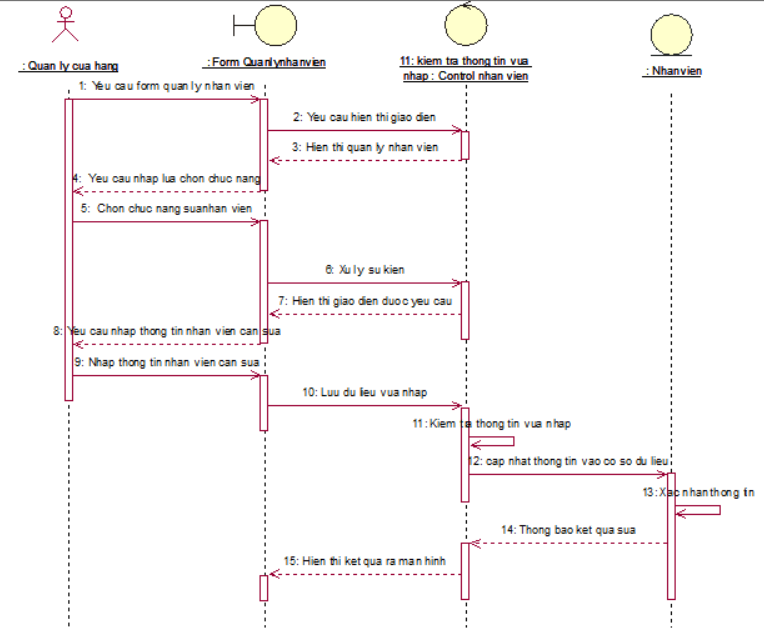 : Quan ly cua hang
: Form Quanlynhanvien
11: kiem tra thong tin vua
nhap : Control nhan vien
: Nhanvien
1: Yeu cau form quan ly nhan vien
2: Yeu cau hien thi giao dien
3: Hien thi quan ly nhan vien
4: Yeu cau nhap lua chon chuc nang
5: Chon chuc nang suanhan vien
6: Xu ly su kien
7: Hien thi giao dien duoc yeu cau
8: Yeu cau nhap thong tin nhan vien can sua
9: Nhap thong tin nhan vien can sua
10: Luu du lieu vua nhap
11: Kiem tra thong tin vua nhap
12: cap nhat thong tin vao co so du lieu
13: Xac nhan thong tin
14: Thong bao ket qua sua
15: Hien thi ket qua ra man hinh